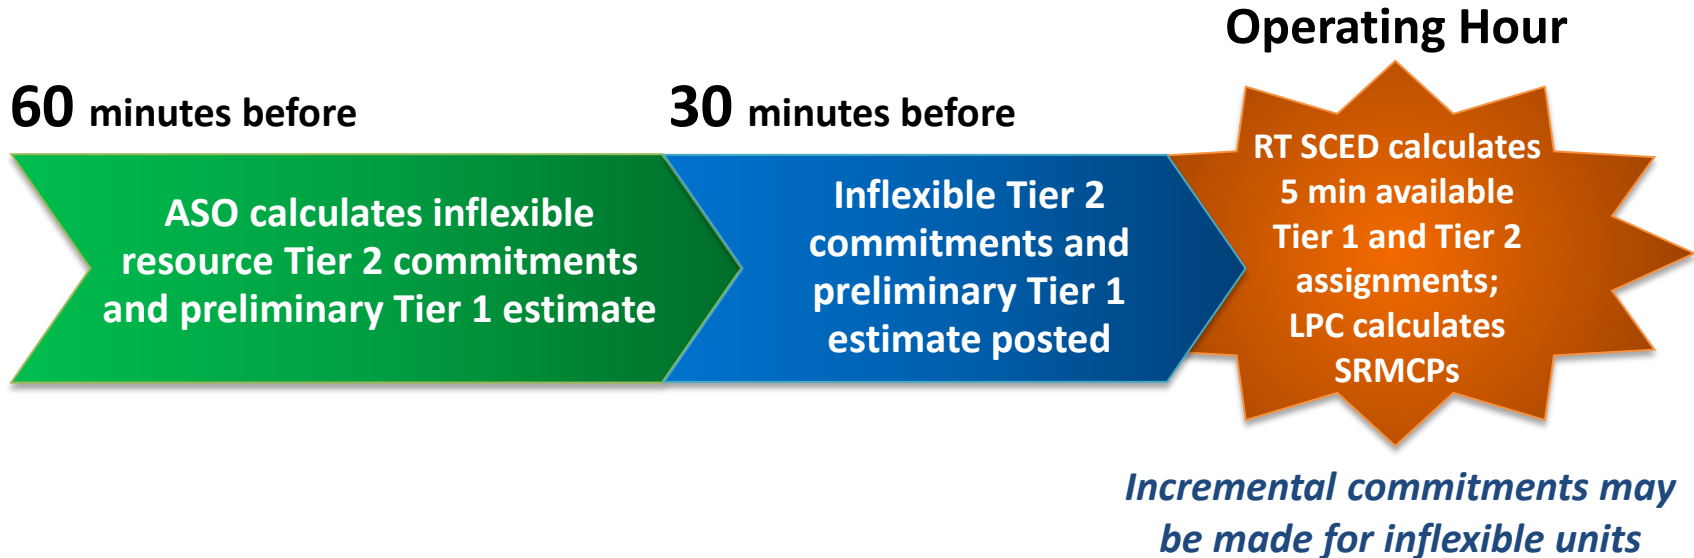 60 minutes before
ASO calculates inflexible
resource Tier 2 commitments
and preliminary Tier 1 estimate
30 minutes before
Inflexible Tier 2
commitments and
preliminary Tier 1
estimate posted
Operating Hour
RT SCED calculates
5 min available
Tier 1 and Tier 2
assignments;
LPC calculates
SRMCPs
Incremental commitments may
be made for inflexible units